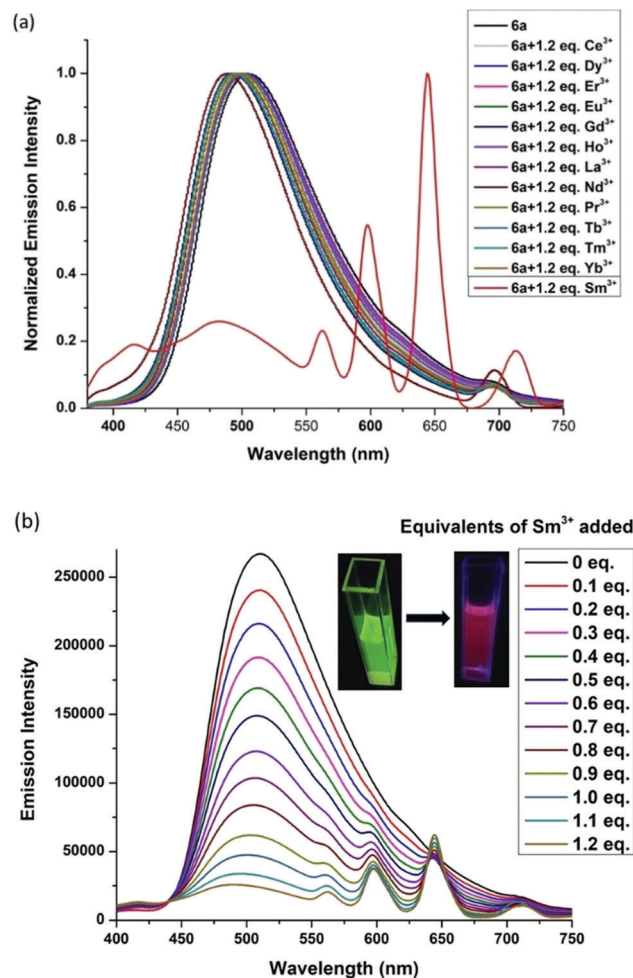 (a)
6a
6a+1.2 eq. Ce³⁺
6a+1.2 eq. Dy³⁺
6a+1.2 eq. Er³⁺
6a+1.2 eq. Eu³⁺
6a+1.2 eq. Gd³⁺
6a+1.2 eq. Ho³⁺
6a+1.2 eq. La³⁺
6a+1.2 eq. Nd³⁺
6a+1.2 eq. Pr³⁺
6a+1.2 eq. Tb³⁺
6a+1.2 eq. Tm³⁺
6a+1.2 eq. Yb³⁺
6a+1.2 eq. Sm³⁺
Normalized Emission Intensity
1.0
0.8
0.6
0.4
0.2
0.0
400 450 500 550 600 650 700 750
Wavelength (nm)
(b)
Equivalents of Sm³⁺ added
0 eq.
0.1 eq.
0.2 eq.
0.3 eq.
0.4 eq.
0.5 eq.
0.6 eq.
0.7 eq.
0.8 eq.
0.9 eq.
1.0 eq.
1.1 eq.
1.2 eq.
Emission Intensity
250000
200000
150000
100000
50000
0
400 450 500 550 600 650 700 750
Wavelength (nm)